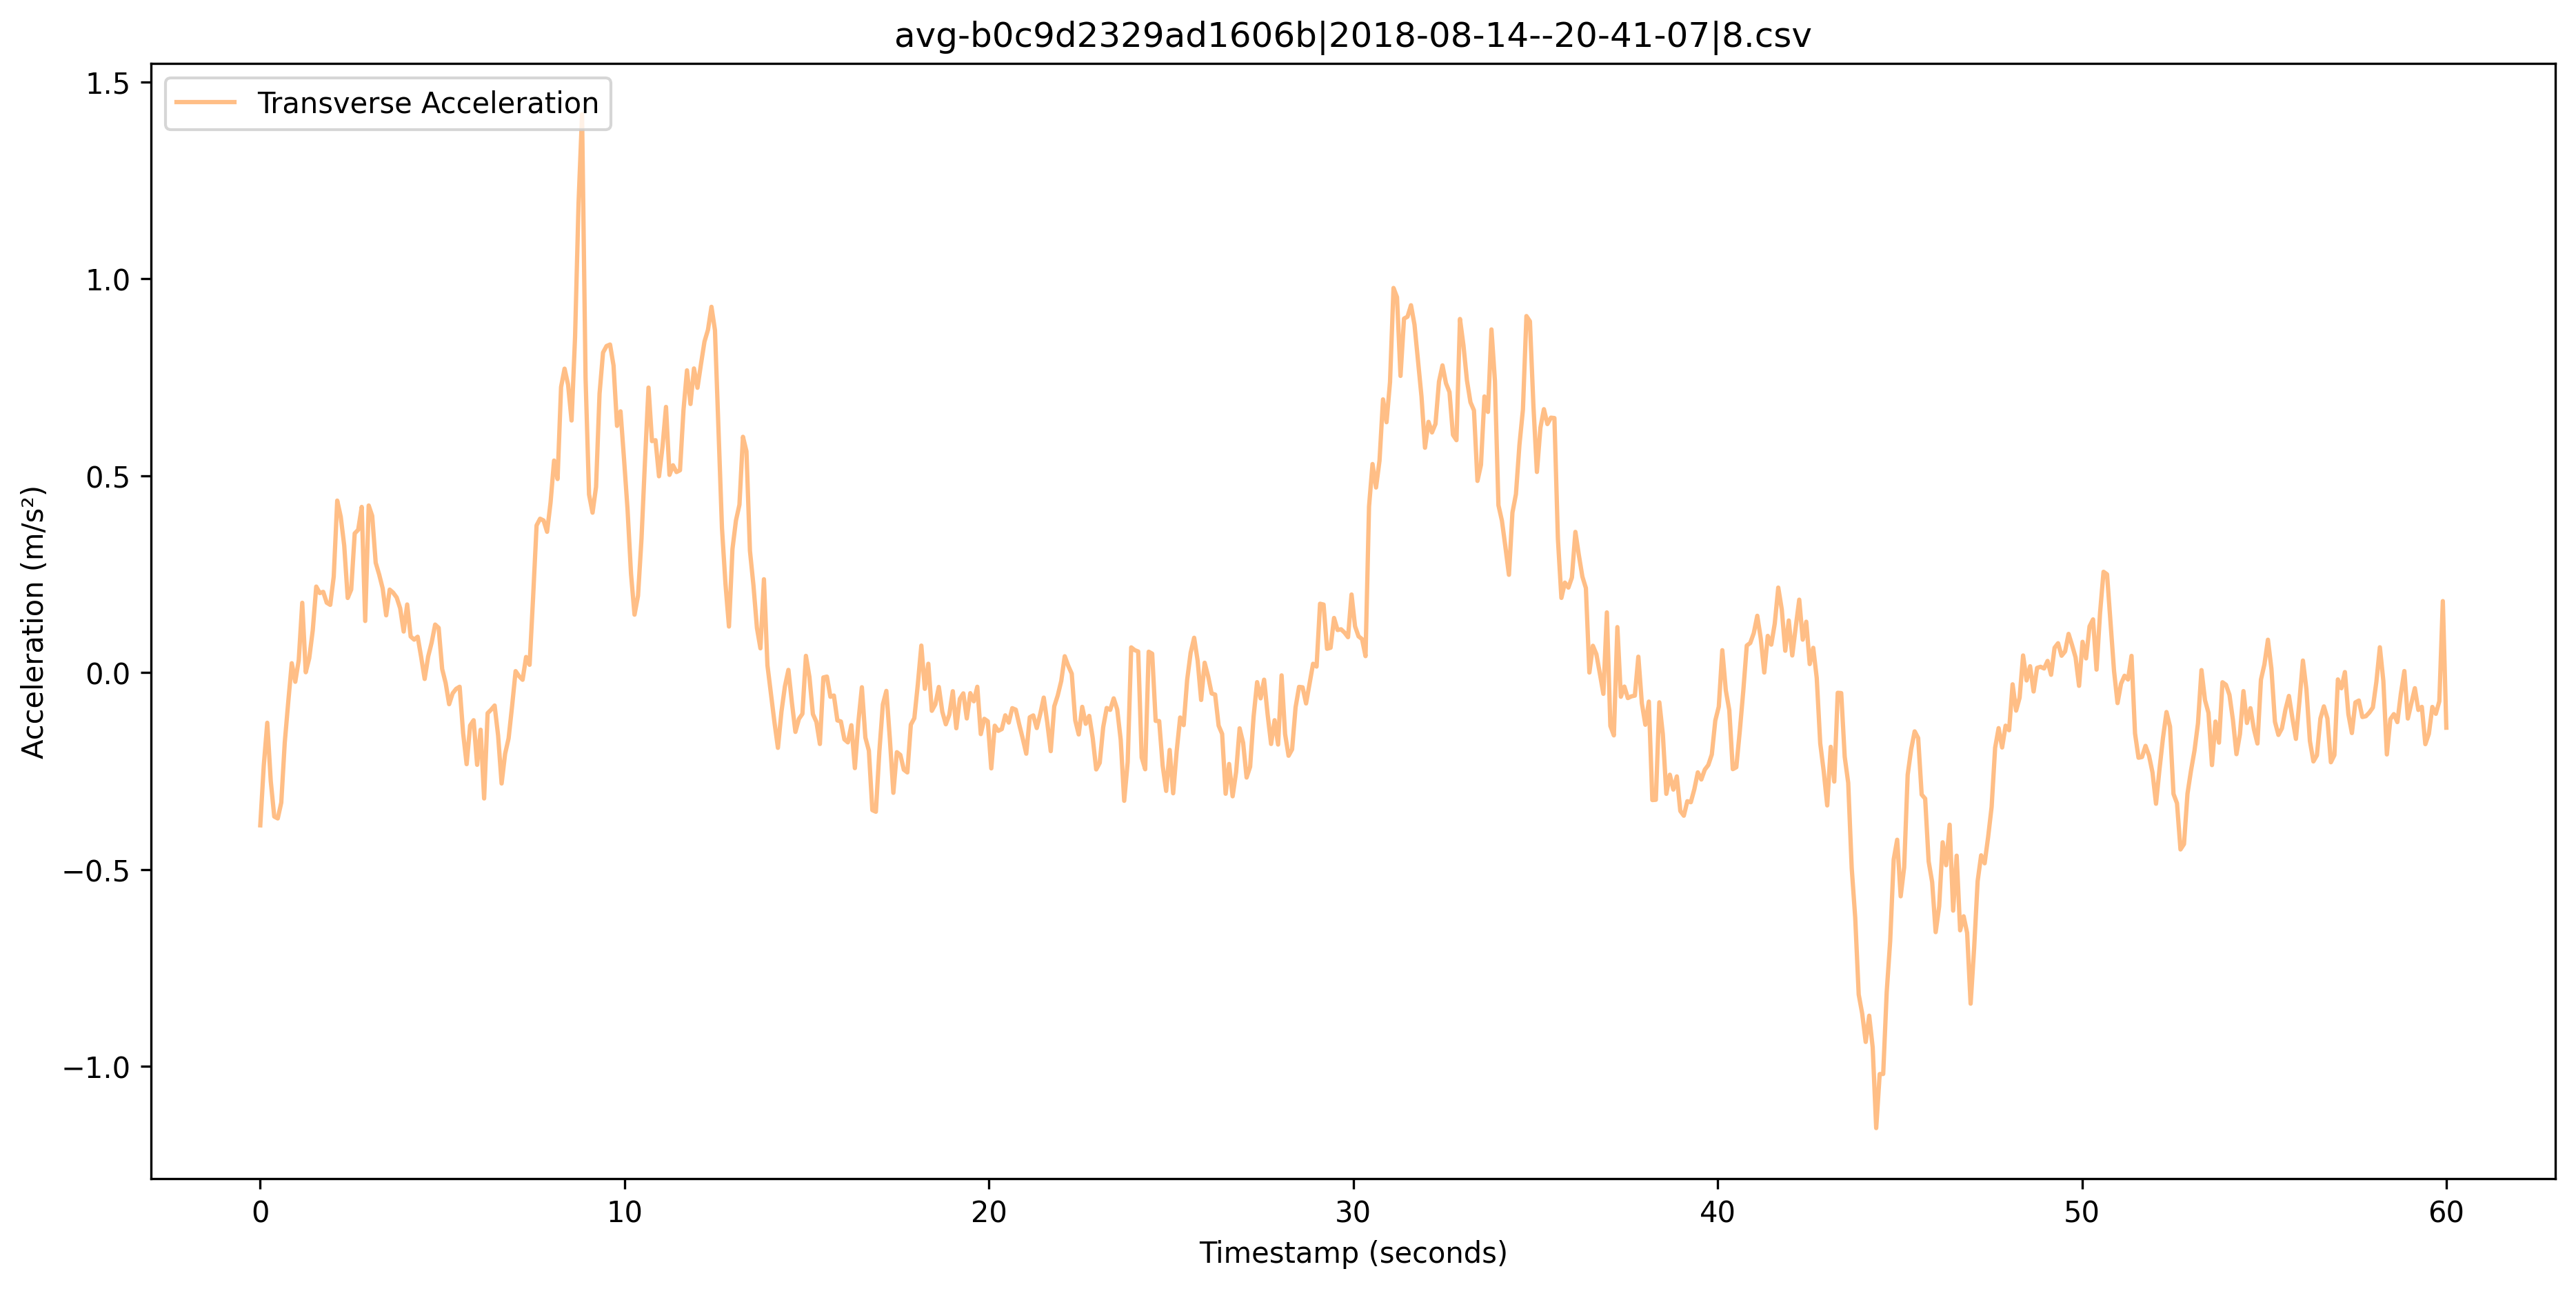 avg-b0c9d2329ad1606b|2018-08-14--20-41-07|8.csv
Transverse Acceleration
Acceleration (m/s²)
1.5
1.0
0.5
0.0
−0.5
−1.0
0 10 20 30 40 50 60
Timestamp (seconds)